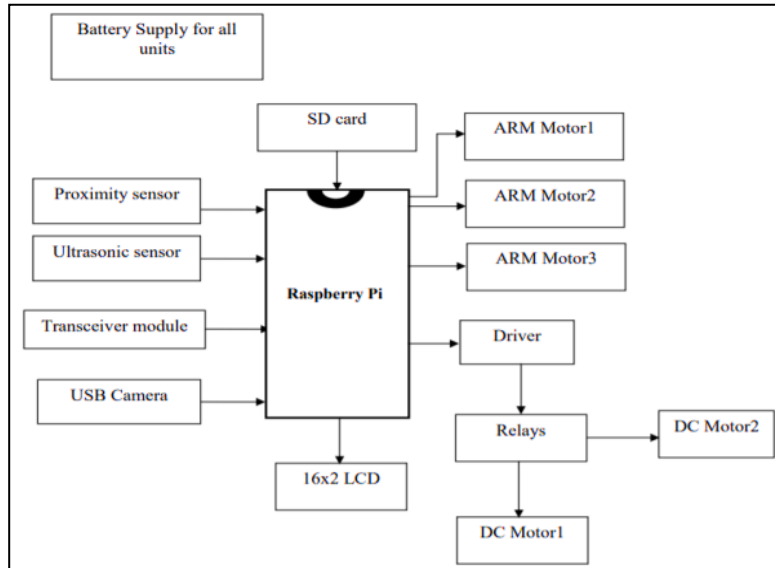 Battery Supply for all
units
SD card
ARM Motor1
Proximity sensor
ARM Motor2
Ultrasonic sensor
ARM Motor3
Raspberry Pi
Transceiver module
Driver
USB Camera
Relays
DC Motor2
16x2 LCD
DC Motor1